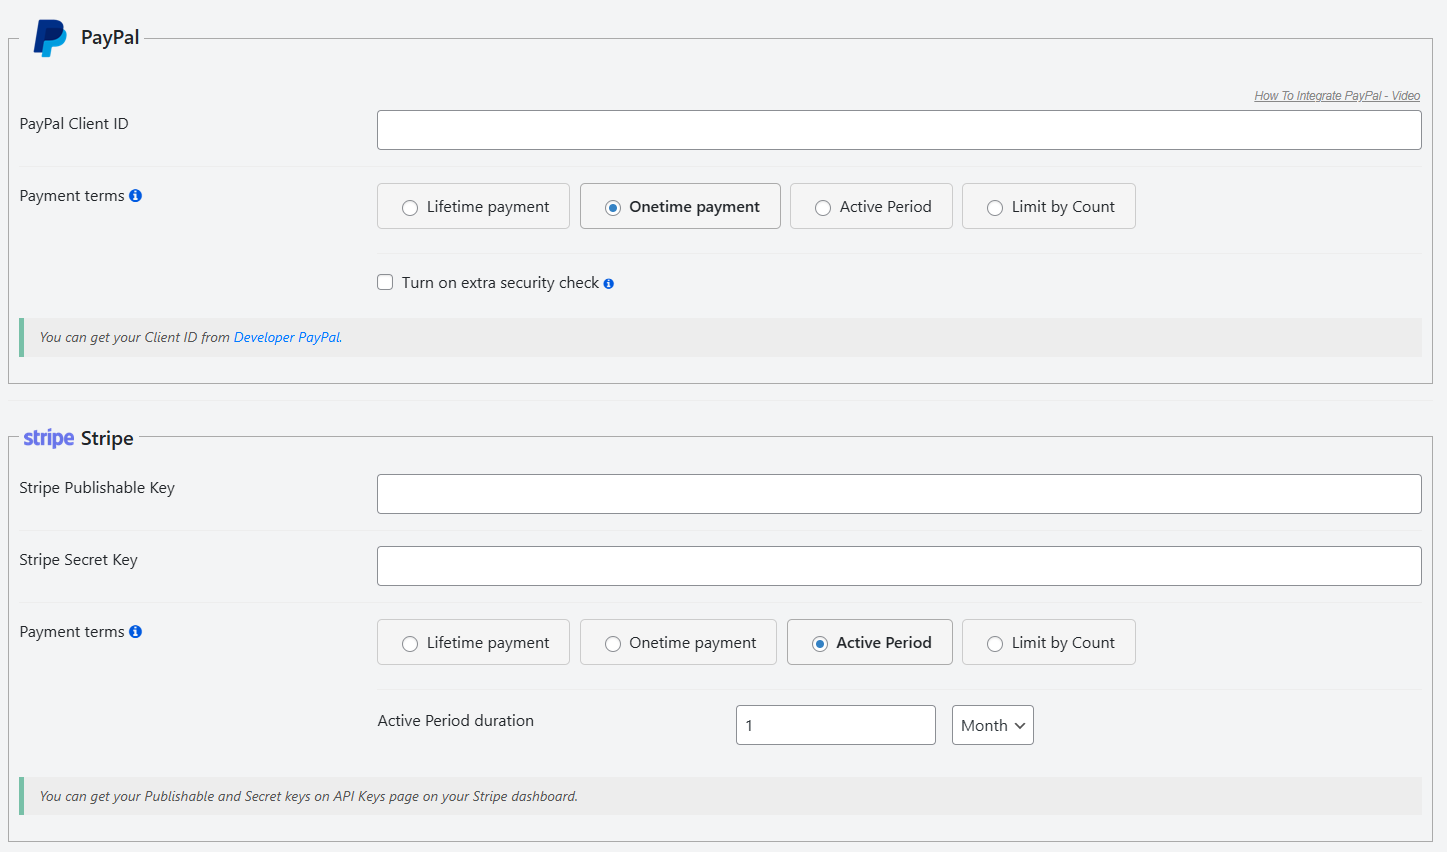 PayPal
How To Integrate PayPal - Video
PayPal Client ID
Payment terms
Lifetime payment
Onetime payment
Active Period
Limit by Count
Turn on extra security check
You can get your Client ID from Developer PayPal.
stripe Stripe
Stripe Publishable Key
Stripe Secret Key
Payment terms
Lifetime payment
Onetime payment
Active Period
Limit by Count
Active Period duration
1
Month
You can get your Publishable and Secret keys on API Keys page on your Stripe dashboard.